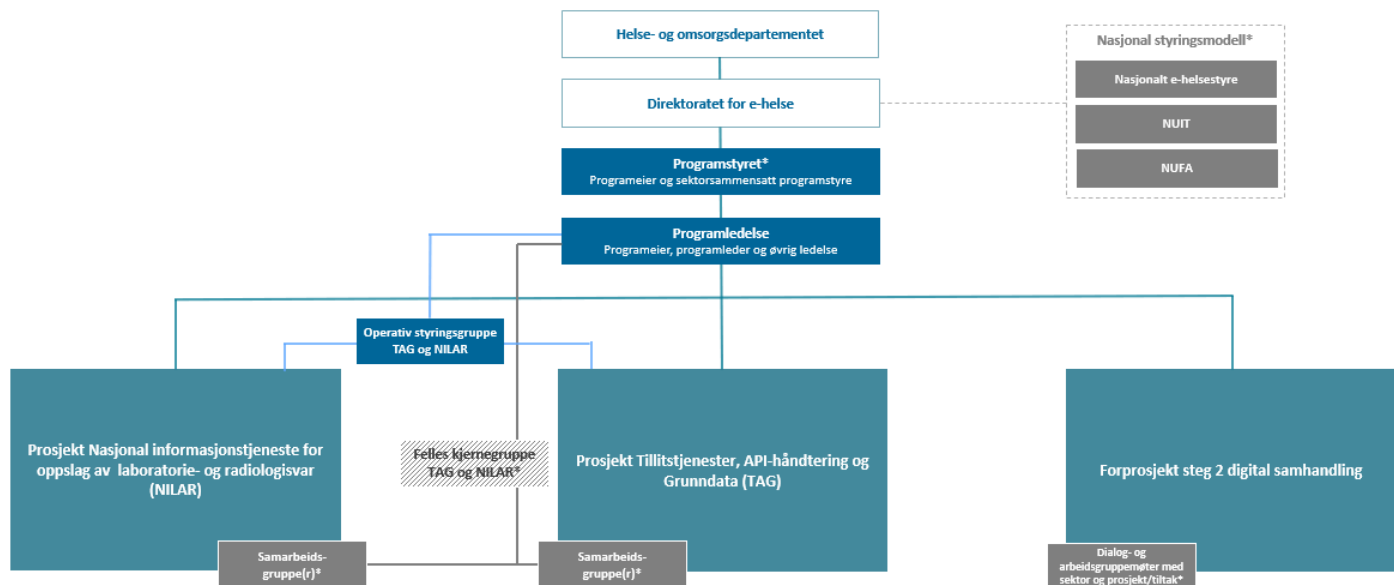 Helse- og omsorgsdepartementet
Nasjonal styringsmodell*
Nasjonalt e-helsestyre
Direktoratet for e-helse
NUIT
NUFA
Programstyret*
Programeier og sektorsammensatt programstyre
Programledelse
Programeier, programleder og øvrig ledelse
Operativ styringsgruppe
TAG og NILAR
Prosjekt Nasjonal informasjonstjeneste for
oppslag av laboratorie- og radiologisvar
(NILAR)
Felles kjernegruppe
TAG og NILAR*
Prosjekt Tillitstjenester, API-håndtering og
Grunndata (TAG)
Forprosjekt steg 2 digital samhandling
Samarbeids-
gruppe(r)*
Samarbeids-
gruppe(r)*
Dialog- og
arbeidsgruppemøter med
sektor og prosjekt/tiltak*